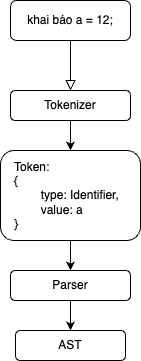 khai báo a = 12;
Tokenizer
Token:
{
type: Identifier,
value: a
}
Parser
AST